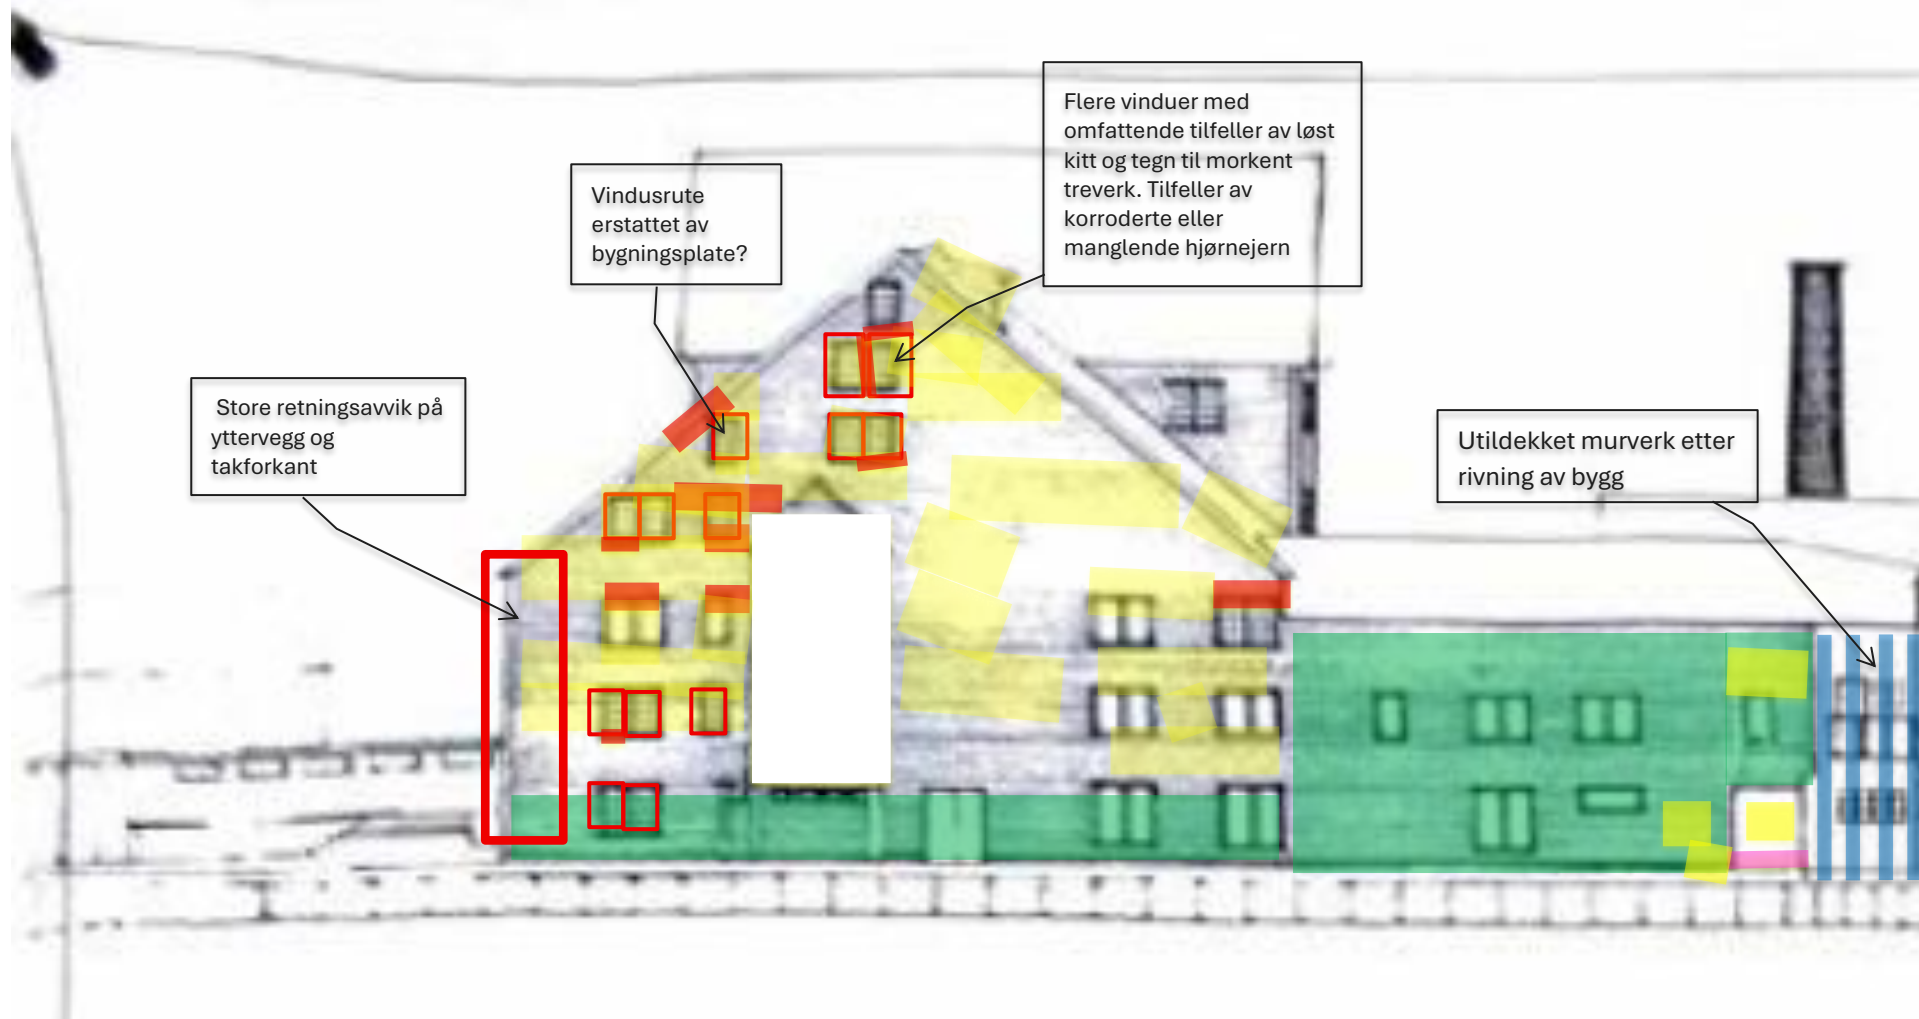 Flere vinduer med
omfattende tilfeller av løst
kitt og tegn til morkent
treverk. Tilfeller av
korroderte eller
manglende hjørnejern
Vindusrute
erstattet av
bygningsplate?
Store retningsavvik på
yttervegg og
takforkant
Utildekket murverk etter
rivning av bygg